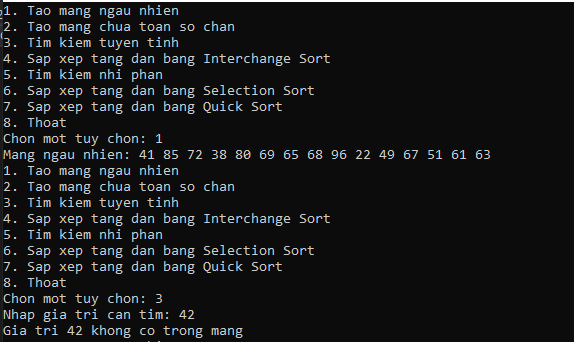 1. Tao mang ngau nhien
2. Tao mang chua toan so chan
3. Tim kiem tuyen tinh
4. Sap xep tang dan bang Interchange Sort
5. Tim kiem nhi phan
6. Sap xep tang dan bang Selection Sort
7. Sap xep tang dan bang Quick Sort
8. Thoat
Chon mot tuy chon: 1
Mang ngau nhien: 41 85 72 38 80 69 65 68 96 22 49 67 51 61 63
1. Tao mang ngau nhien
2. Tao mang chua toan so chan
3. Tim kiem tuyen tinh
4. Sap xep tang dan bang Interchange Sort
5. Tim kiem nhi phan
6. Sap xep tang dan bang Selection Sort
7. Sap xep tang dan bang Quick Sort
8. Thoat
Chon mot tuy chon: 3
Nhap gia tri can tim: 42
Gia tri 42 khong co trong mang